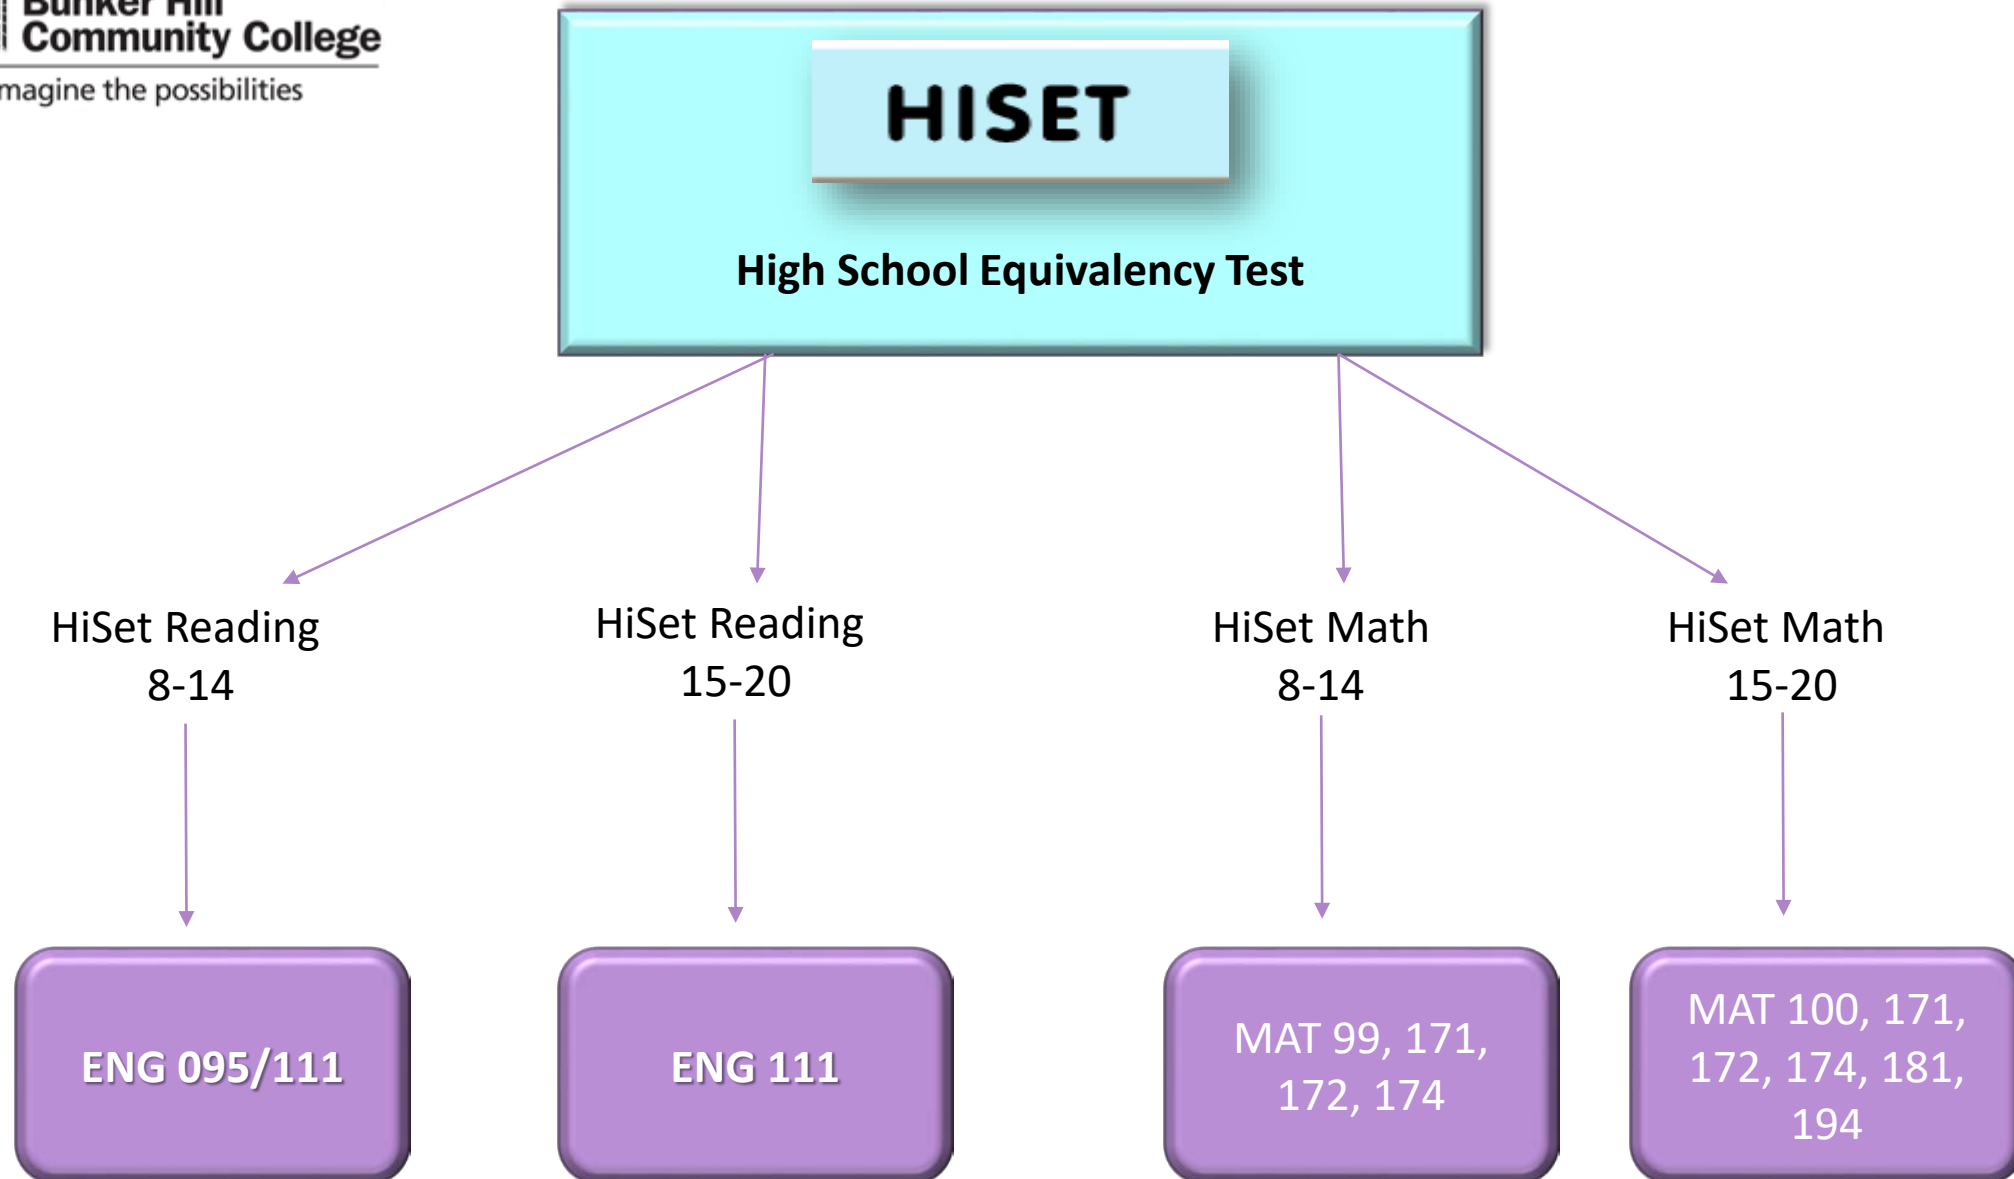 Bunker Hill
Community College
magine the possibilities
HISET
High School Equivalency Test
HiSet Reading
8-14
HiSet Reading
15-20
HiSet Math
8-14
HiSet Math
15-20
ENG 095/111
ENG 111
MAT 99, 171,
172, 174
MAT 100, 171,
172, 174, 181,
194